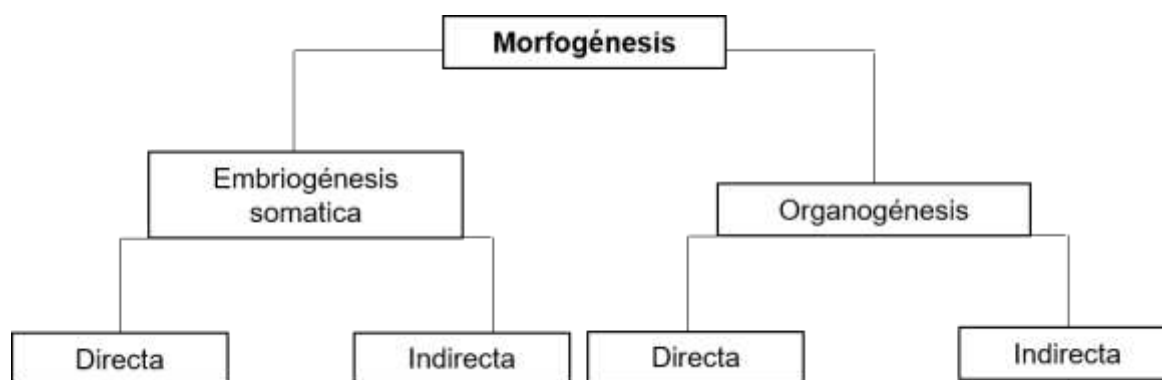 Morfogénesis
Embriogénesis
somatica
Organogénesis
Directa
Indirecta
Directa
Indirecta